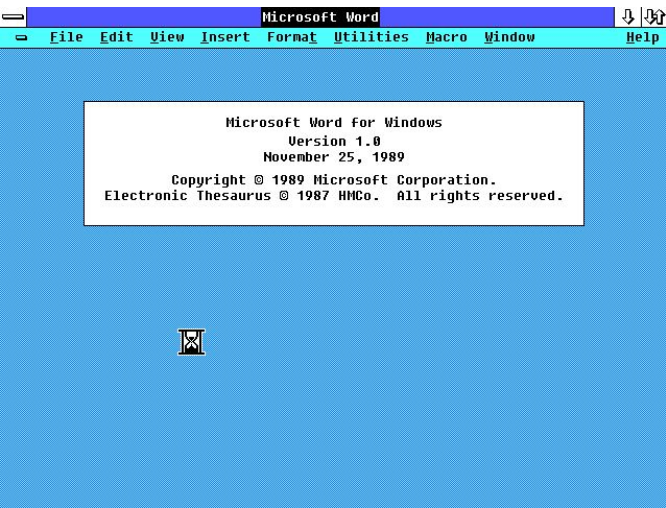 Microsoft Word
File Edit View Insert Format Utilities Macro Window Help
Microsoft Word for Windows
Version 1.0
November 25, 1989
Copyright © 1989 Microsoft Corporation.
Electronic Thesaurus © 1987 HMCo.  All rights reserved.